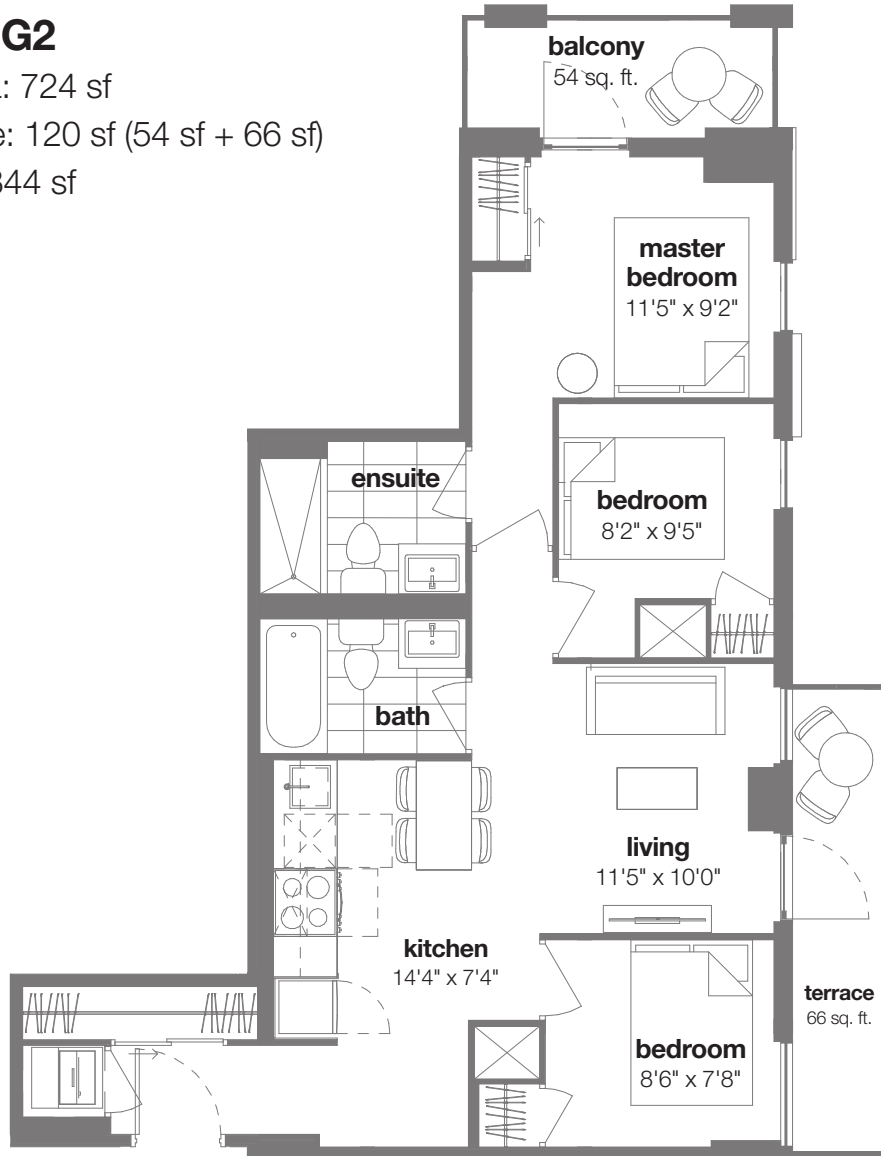 G2
: 724 sf
e: 120 sf (54 sf + 66 sf)
844 sf
balcony
54 sq. ft.
master
bedroom
11'5" x 9'2"
ensuite
bedroom
8'2" x 9'5"
bath
living
11'5" x 10'0"
kitchen
14'4" x 7'4"
terrace
66 sq. ft.
bedroom
8'6" x 7'8"